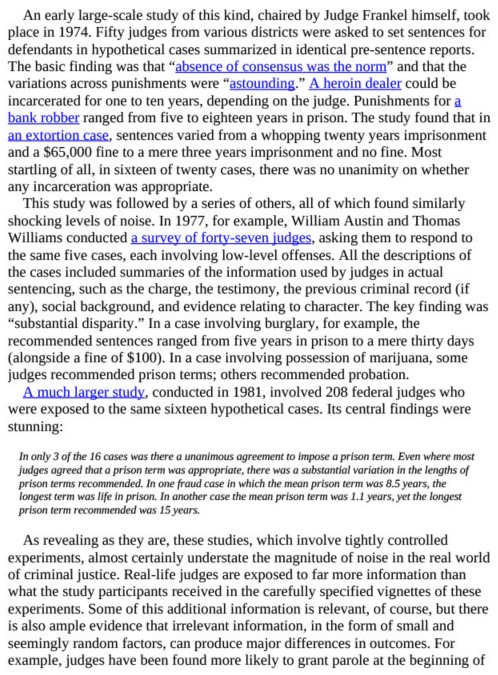 An early large-scale study of this kind, chaired by Judge Frankel himself, took
place in 1974. Fifty judges from various districts were asked to set sentences for
defendants in hypothetical cases summarized in identical pre-sentence reports.
The basic finding was that “absence of consensus was the norm” and that the
variations across punishments were “astounding.” A heroin dealer could be
incarcerated for one to ten years, depending on the judge. Punishments for a
bank robber ranged from five to eighteen years in prison. The study found that in
an extortion case, sentences varied from a whopping twenty years imprisonment
and a $65,000 fine to a mere three years imprisonment and no fine. Most
startling of all, in sixteen of twenty cases, there was no unanimity on whether
any incarceration was appropriate.
This study was followed by a series of others, all of which found similarly
shocking levels of noise. In 1977, for example, William Austin and Thomas
Williams conducted a survey of forty-seven judges, asking them to respond to
the same five cases, each involving low-level offenses. All the descriptions of
the cases included summaries of the information used by judges in actual
sentencing, such as the charge, the testimony, the previous criminal record (if
any), social background, and evidence relating to character. The key finding was
“substantial disparity.” In a case involving burglary, for example, the
recommended sentences ranged from five years in prison to a mere thirty days
(alongside a fine of $100). In a case involving possession of marijuana, some
judges recommended prison terms; others recommended probation.
A much larger study, conducted in 1981, involved 208 federal judges who
were exposed to the same sixteen hypothetical cases. Its central findings were
stunning:
In only 3 of the 16 cases was there a unanimous agreement to impose a prison term. Even where most
judges agreed that a prison term was appropriate, there was a substantial variation in the lengths of
prison terms recommended. In one fraud case in which the mean prison term was 8.5 years, the
longest term was life in prison. In another case the mean prison term was 1.1 years, yet the longest
prison term recommended was 15 years.
As revealing as they are, these studies, which involve tightly controlled
experiments, almost certainly understate the magnitude of noise in the real world
of criminal justice. Real-life judges are exposed to far more information than
what the study participants received in the carefully specified vignettes of these
experiments. Some of this additional information is relevant, of course, but there
is also ample evidence that irrelevant information, in the form of small and
seemingly random factors, can produce major differences in outcomes. For
example, judges have been found more likely to grant parole at the beginning of